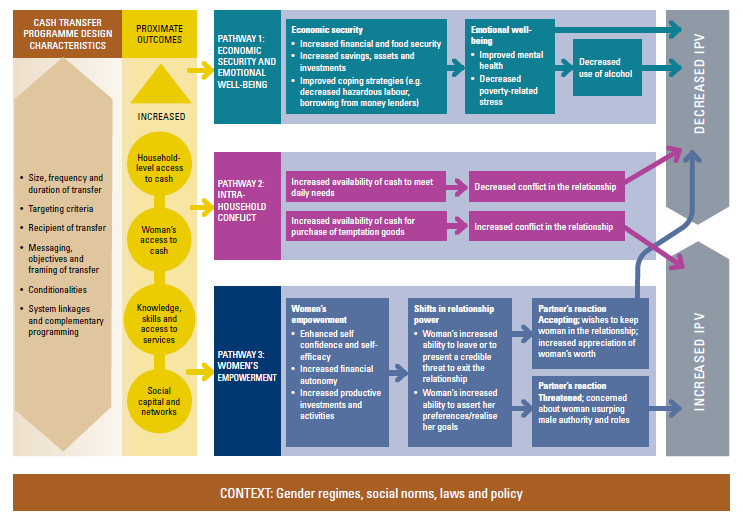 CASH TRANSFER
PROGRAMME DESIGN
CHARACTERISTICS
• Size, frequency and
duration of transfer
• Targeting criteria
• Recipient of transfer
• Messaging,
objectives and
framing of transfer
• Conditionalities
• System linkages
and complementary
programming
PROXIMATE
OUTCOMES
INCREASED
Household-
level access
to cash
Woman's
access to
cash
Knowledge,
skills and
access to
services
Social
capital and
networks
PATHWAY 1:
ECONOMIC
SECURITY AND
EMOTIONAL
WELL-BEING
Economic security
• Increased financial and food security
• Increased savings, assets and
investments
• Improved coping strategies (e.g.
decreased hazardous labour,
borrowing from money lenders)
Emotional well-
being
• Improved mental
health
• Decreased
poverty-related
stress
Decreased
use of alcohol
PATHWAY 2:
INTRA-
HOUSEHOLD
CONFLICT
Increased availability of cash to meet
daily needs
Decreased conflict in the relationship
Increased availability of cash for
purchase of temptation goods
Increased conflict in the relationship
PATHWAY 3:
WOMEN'S
EMPOWERMENT
Women's
empowerment
• Enhanced self
confidence and self-
efficacy
• Increased financial
autonomy
• Increased productive
investments and
activities
Shifts in relationship
power
• Woman's increased
ability to leave or to
present a credible
threat to exit the
relationship
• Woman's increased
ability to assert her
preferences/realise
her goals
Partner's reaction
Accepting; wishes to keep
woman in the relationship;
increased appreciation of
woman's worth
Partner's reaction
Threatened; concerned
about woman usurping
male authority and roles
DECREASED IPV
INCREASED IPV
CONTEXT: Gender regimes, social norms, laws and policy